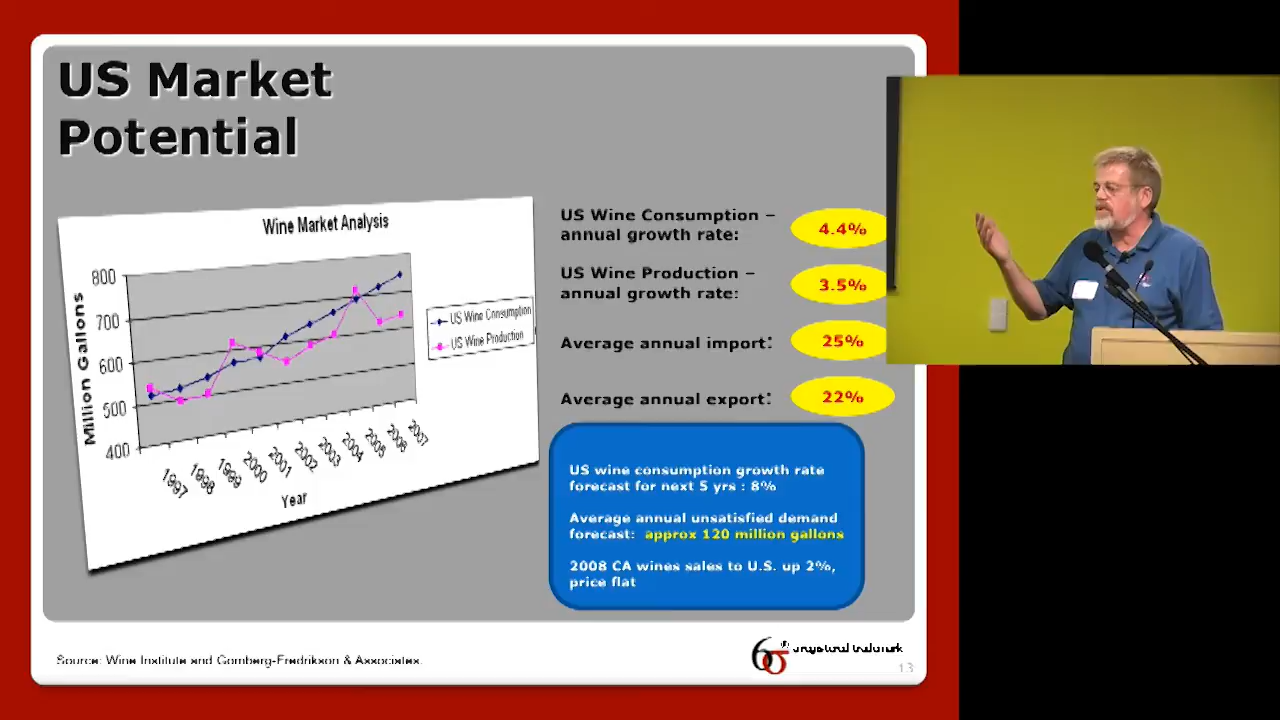 US Market
Potential
Wine Market Analysis
800
700
600
500
400
Million Gallons
1997
1998
1999
2000
2001
2002
2003
2004
2007
Year
US Wine Consumption
US Wine Production
US Wine Consumption –
annual growth rate:
4.4%
US Wine Production –
annual growth rate:
3.5%
Average annual import:
25%
Average annual export:
22%
US wine consumption growth rate
forecast for next 5 yrs : 8%
Average annual unsatisfied demand
forecast: approx 120 million gallons
2008 CA wines sales to U.S. up 2%,
price flat
Source: Wine Institute and Gomberg-Fredrikson & Associates.
® a registered trademark
13